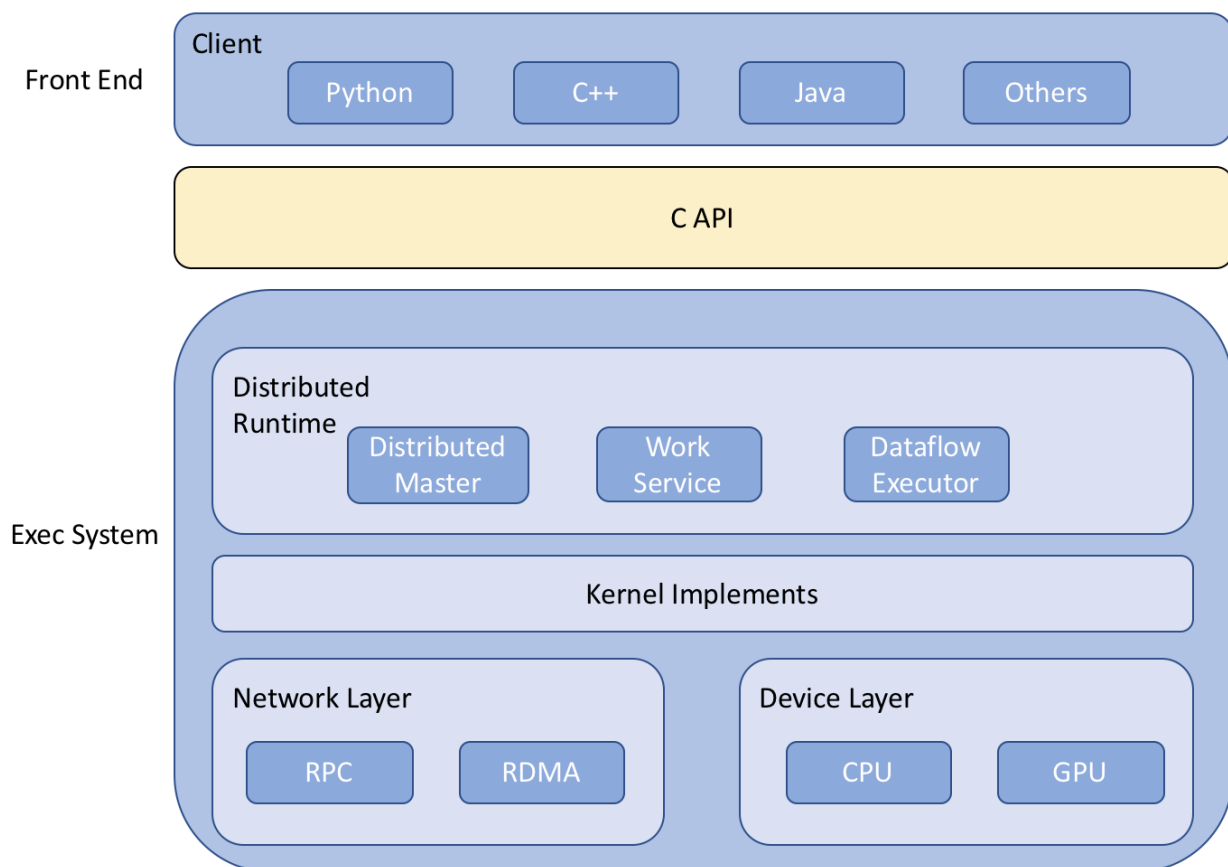 Client
Front End
Python
C++
Java
Others
C API
Distributed
Runtime
Distributed
Master
Work
Service
Dataflow
Executor
Exec System
Kernel Implements
Network Layer
Device Layer
RPC
RDMA
CPU
GPU